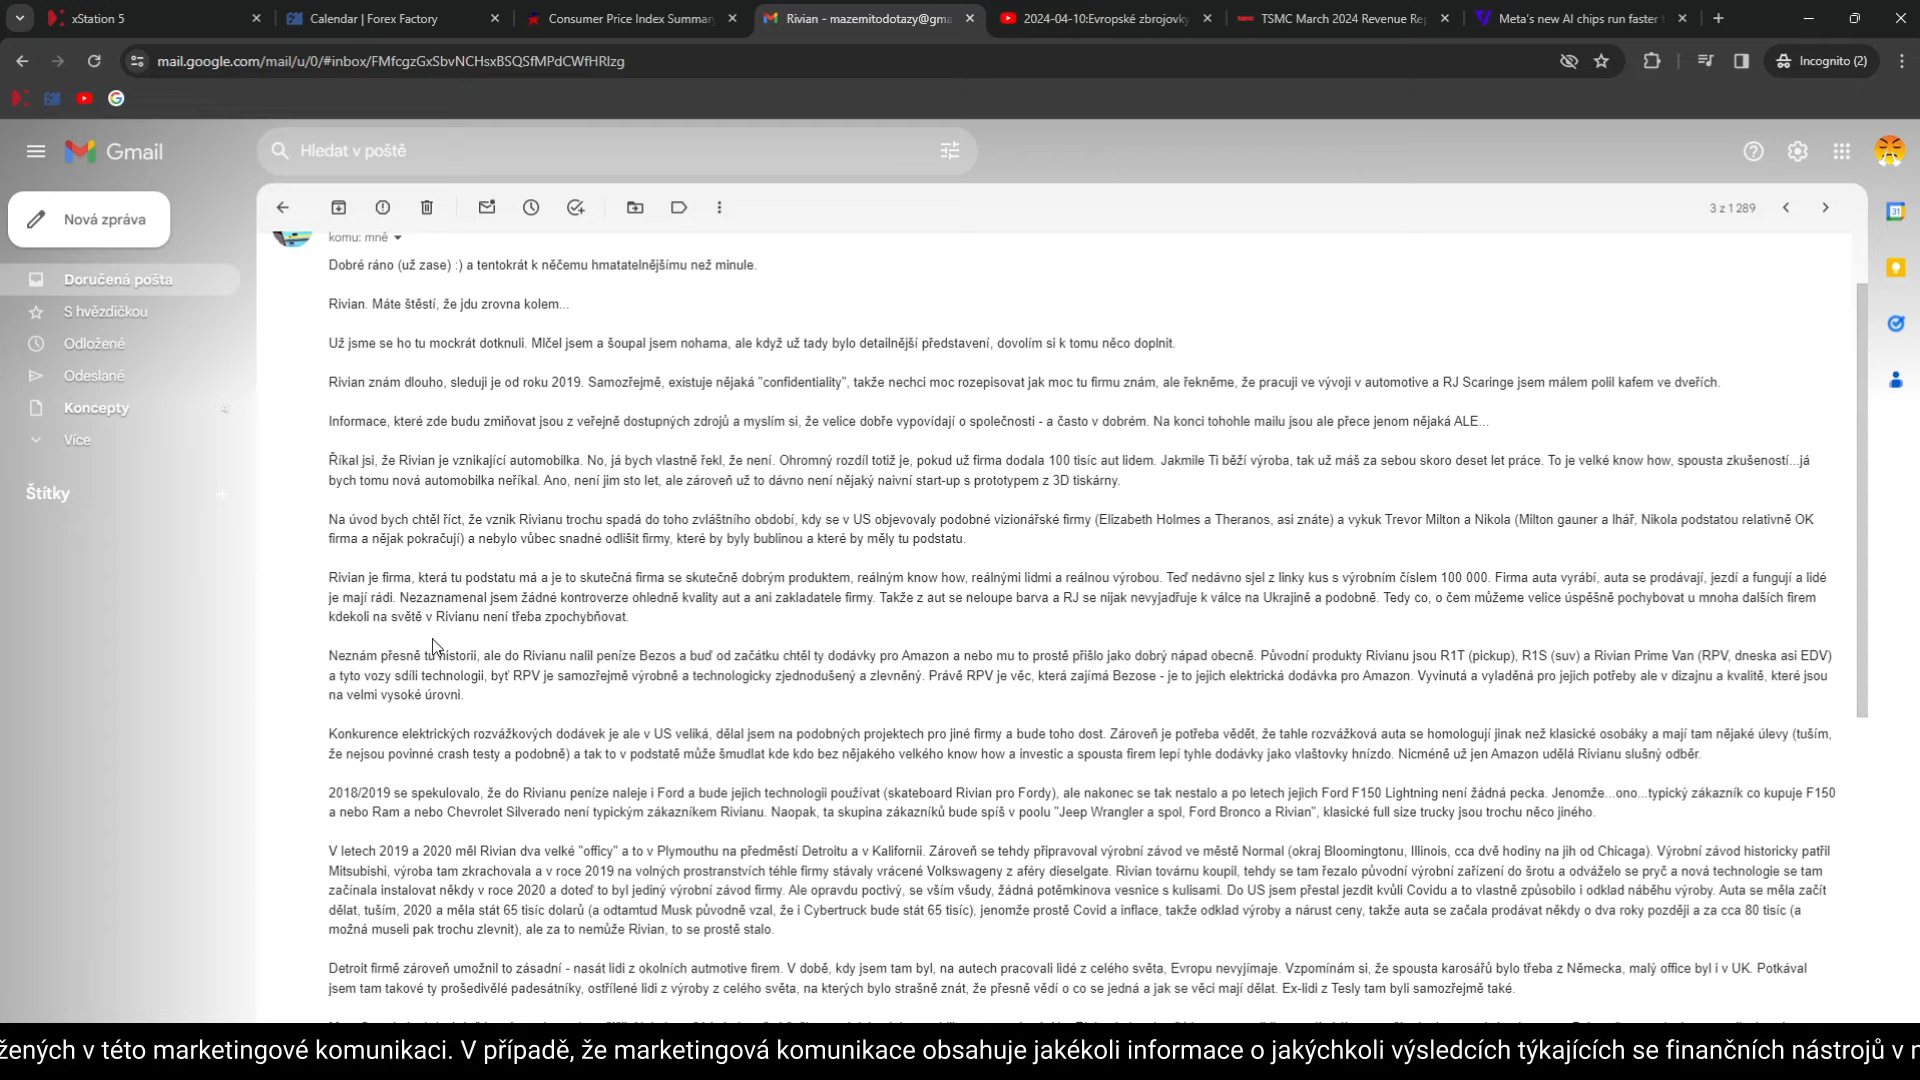 xStation 5
Calendar | Forex Factory
Consumer Price Index Summary
Rivian - mazemitodotazy@gma
2024-04-10:Evropské zbrojovky
TSMC March 2024 Revenue Rep
Meta's new AI chips run faster
mail.google.com/mail/u/0/#inbox/FMfcgzGxSbvNCHsxBSQSfMPdCWfHRlzg
Incognito (2)
Gmail
Hledat v poště
Nová zpráva
3 z 1 289
31
Doručená pošta
S hvězdičkou
Odložené
Odeslané
Koncepty
Více
Štítky
komu: mně
Dobré ráno (už zase) :) a tentokrát k něčemu hmatatelnějšímu než minule.
Rivian. Máte štěstí, že jdu zrovna kolem...
Už jsme se ho tu mockrát dotknuli. Mlčel jsem a šoupal jsem nohama, ale když už tady bylo detailnější představení, dovolím si k tomu něco doplnit.
Rivian znám dlouho, sleduji je od roku 2019. Samozřejmě, existuje nějaká "confidentiality", takže nechci moc rozepisovat jak moc tu firmu znám, ale řekněme, že pracuji ve vývoji v automotive a RJ Scaringe jsem málem polil kafem ve dveřích.
Informace, které zde budu zmiňovat jsou z veřejně dostupných zdrojů a myslím si, že velice dobře vypovídají o společnosti - a často v dobrém. Na konci tohohle mailu jsou ale přece jenom nějaká ALE...
Říkal jsi, že Rivian je vznikající automobilka. No, já bych vlastně řekl, že není. Ohromný rozdíl totiž je, pokud už firma dodala 100 tisíc aut lidem. Jakmile Ti běží výroba, tak už máš za sebou skoro deset let práce. To je velké know how, spousta zkušeností...já
bych tomu nová automobilka neříkal. Ano, není jim sto let, ale zároveň už to dávno není nějaký naivní start-up s prototypem z 3D tiskárny.
Na úvod bych chtěl říct, že vznik Rivianu trochu spadá do toho zvláštního období, kdy se v US objevovaly podobné vizionářské firmy (Elizabeth Holmes a Theranos, asi znáte) a vykuk Trevor Milton a Nikola (Milton gauner a lhář, Nikola podstatou relativně OK
firma a nějak pokračují) a nebylo vůbec snadné odlišit firmy, které by byly bublinou a které by měly tu podstatu.
Rivian je firma, která tu podstatu má a je to skutečná firma se skutečně dobrým produktem, reálným know how, reálnými lidmi a reálnou výrobou. Teď nedávno sjel z linky kus s výrobním číslem 100 000. Firma auta vyrábí, auta se prodávají, jezdí a fungují a lidé
je mají rádi. Nezaznamenal jsem žádné kontroverze ohledně kvality aut a ani zakladatele firmy. Takže z aut se neloupe barva a RJ se nijak nevyjadřuje k válce na Ukrajině a podobně. Tedy co, o čem můžeme velice úspěšně pochybovat u mnoha dalších firem
kdekoli na světě v Rivianu není třeba zpochybňovat.
Neznám přesně tu historii, ale do Rivianu nalil peníze Bezos a buď od začátku chtěl ty dodávky pro Amazon a nebo mu to prostě přišlo jako dobrý nápad obecně. Původní produkty Rivianu jsou R1T (pickup), R1S (suv) a Rivian Prime Van (RPV, dneska asi EDV)
a tyto vozy sdílí technologii, byť RPV je samozřejmě výrobně a technologicky zjednodušený a zlevněný. Právě RPV je věc, která zajímá Bezose - je to jejich elektrická dodávka pro Amazon. Vyvinutá a vyladěná pro jejich potřeby ale v dizajnu a kvalitě, které jsou
na velmi vysoké úrovni.
Konkurence elektrických rozvážkových dodávek je ale v US veliká, dělal jsem na podobných projektech pro jiné firmy a bude toho dost. Zároveň je potřeba vědět, že tahle rozvážková auta se homologují jinak než klasické osobáky a mají tam nějaké úlevy (tuším,
že nejsou povinné crash testy a podobně) a tak to v podstatě může šmudlat kde kdo bez nějakého velkého know how a investic a spousta firem lepí tyhle dodávky jako vlaštovky hnízdo. Nicméně už jen Amazon udělá Rivianu slušný odběr.
2018/2019 se spekulovalo, že do Rivianu peníze naleje i Ford a bude jejich technologii používat (skateboard Rivian pro Fordy), ale nakonec se tak nestalo a po letech jejich Ford F150 Lightning není žádná pecka. Jenomže...ono...typický zákazník co kupuje F150
a nebo Ram a nebo Chevrolet Silverado není typickým zákazníkem Rivianu. Naopak, ta skupina zákazníků bude spíš v poolu "Jeep Wrangler a spol, Ford Bronco a Rivian", klasické full size trucky jsou trochu něco jiného.
V letech 2019 a 2020 měl Rivian dva velké "officy" a to v Plymouthu na předměstí Detroitu a v Kalifornii. Zároveň se tehdy připravoval výrobní závod ve městě Normal (okraj Bloomingtonu, Illinois, cca dvě hodiny na jih od Chicaga). Výrobní závod historicky patřil
Mitsubishi, výroba tam zkrachovala a v roce 2019 na volných prostranstvích téhle firmy stávaly vrácené Volkswageny z aféry dieselgate. Rivian továrnu koupil, tehdy se tam řezalo původní výrobní zařízení do šrotu a odváželo se pryč a nová technologie se tam
začínala instalovat někdy v roce 2020 a doteď to byl jediný výrobní závod firmy. Ale opravdu poctivý, se vším všudy, žádná potěmkinova vesnice s kulisami. Do US jsem přestal jezdit kvůli Covidu a to vlastně způsobilo i odklad náběhu výroby. Auta se měla začít
dělat, tuším, 2020 a měla stát 65 tisíc dolarů (a odtamtud Musk původně vzal, že i Cybertruck bude stát 65 tisíc), jenomže prostě Covid a inflace, takže odklad výroby a nárust ceny, takže auta se začala prodávat někdy o dva roky později a za cca 80 tisíc (a
možná museli pak trochu zlevnit), ale za to nemůže Rivian, to se prostě stalo.
Detroit firmě zároveň umožnil to zásadní - nasát lidi z okolních autmotive firem. V době, kdy jsem tam byl, na autech pracovali lidé z celého světa, Evropu nevyjímaje. Vzpomínám si, že spousta karosářů bylo třeba z Německa, malý office byl i v UK. Potkával
jsem tam takové ty prošedivělé padesátníky, ostřílené lidi z výroby z celého světa, na kterých bylo strašně znát, že přesně vědí o co se jedná a jak se věci mají dělat. Ex-lidi z Tesly tam byli samozřejmě také.
žených v této marketingové komunikaci. V případě, že marketingová komunikace obsahuje jakékoli informace o jakýchkoli výsledcích týkajících se finančních nástrojů v